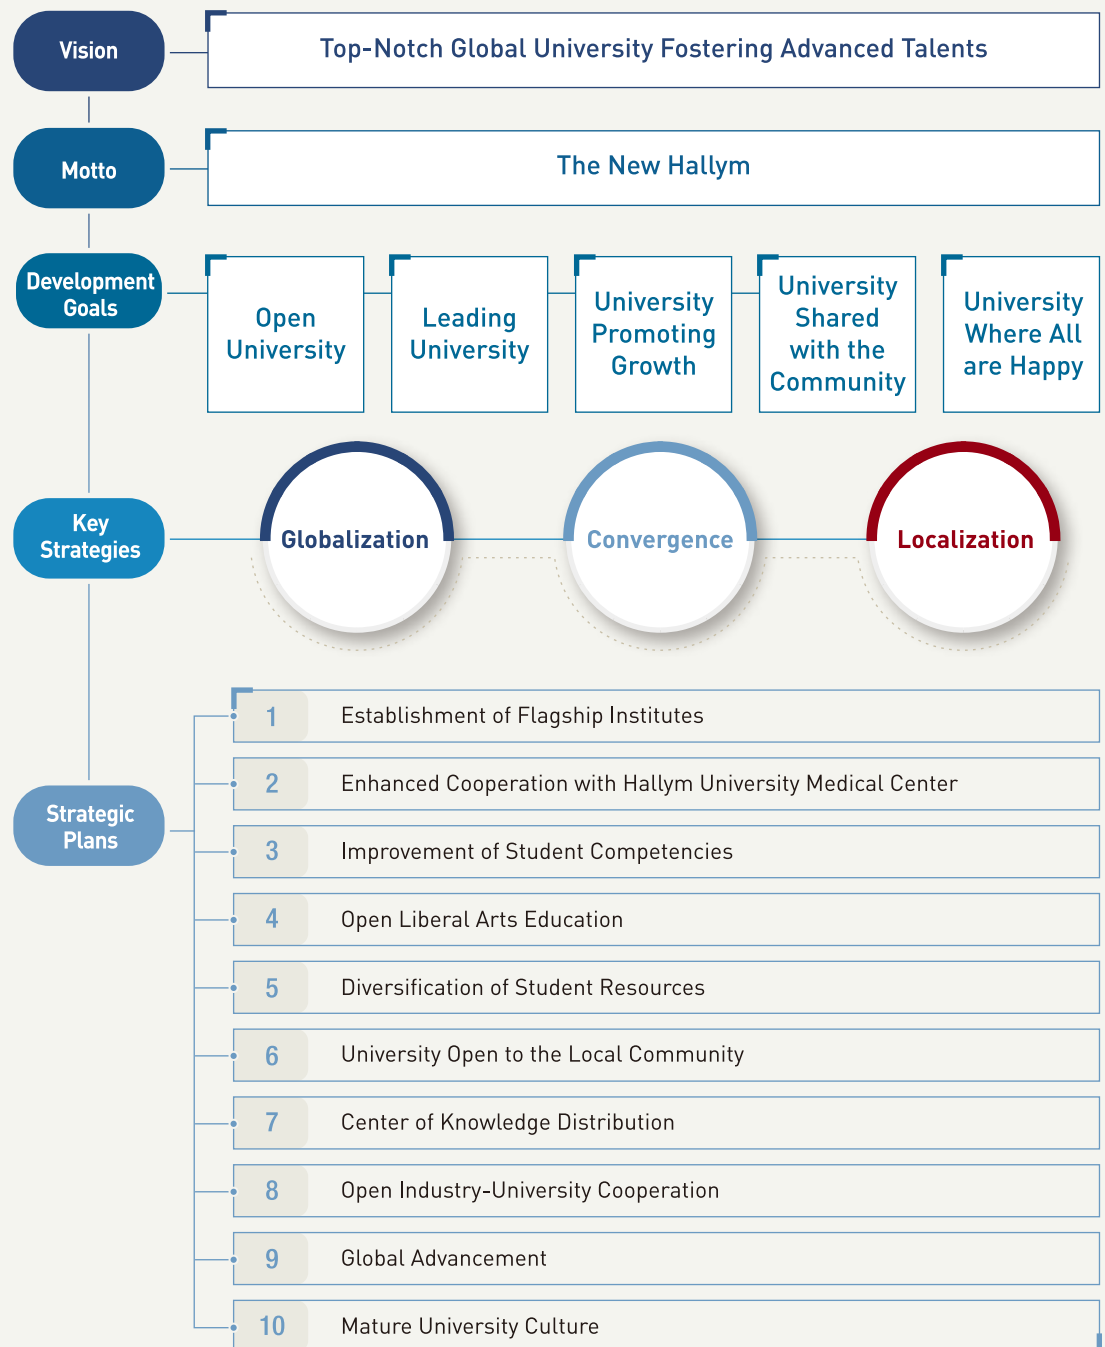 Vision
Top-Notch Global University Fostering Advanced Talents
Motto
The New Hallym
Development
Goals
Open
University
Leading
University
University
Promoting
Growth
University
Shared
with the
Community
University
Where All
are Happy
Key
Strategies
Globalization
Convergence
Localization
Strategic
Plans
1 Establishment of Flagship Institutes
2 Enhanced Cooperation with Hallym University Medical Center
3 Improvement of Student Competencies
4 Open Liberal Arts Education
5 Diversification of Student Resources
6 University Open to the Local Community
7 Center of Knowledge Distribution
8 Open Industry-University Cooperation
9 Global Advancement
10 Mature University Culture